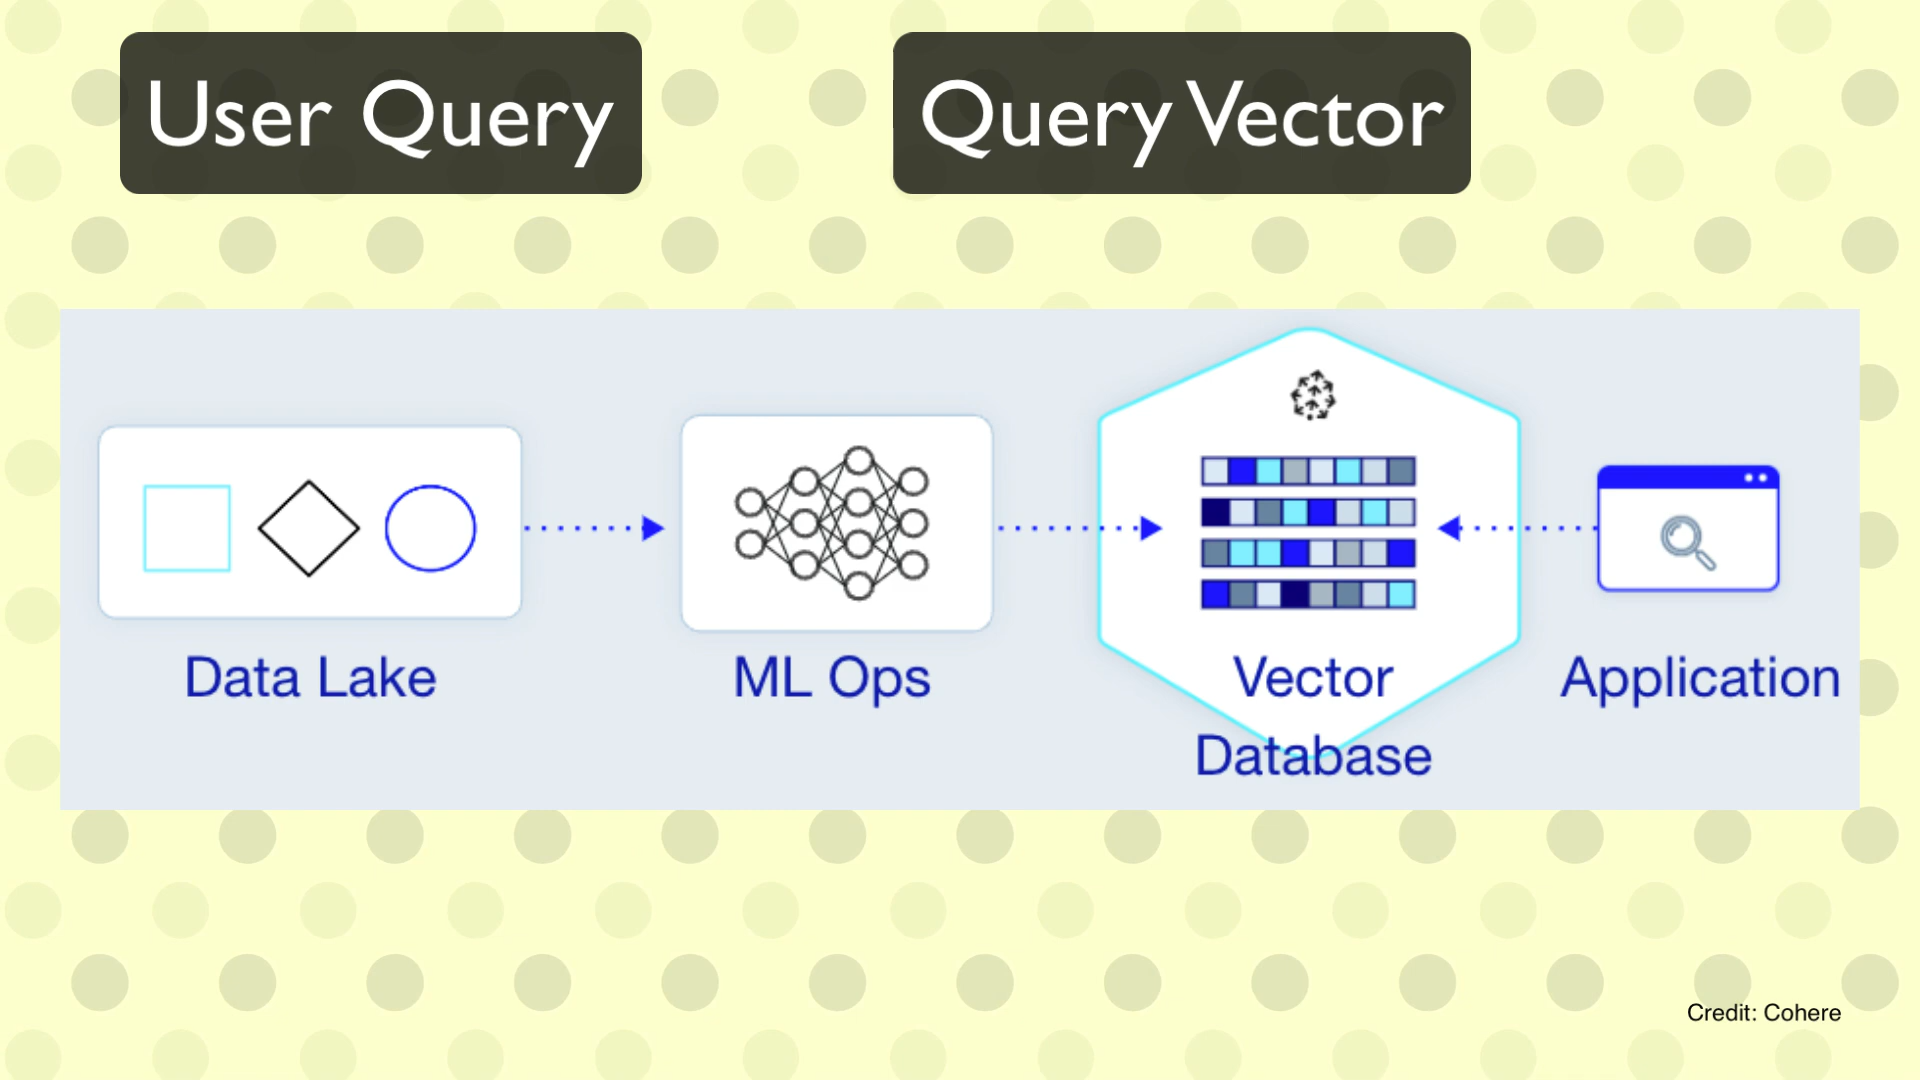 User Query
Query Vector
Data Lake
ML Ops
Vector
Database
Application
Credit: Cohere